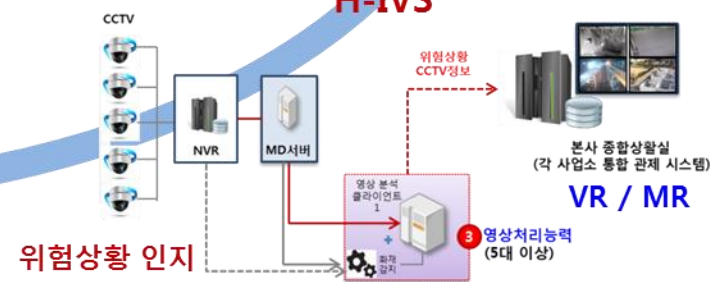 H-IVS
CCTV
위험상황
CCTV정보
NVR
MD서버
본사 종합상활실
(각 사업소 통합 관제 시스템)
VR / MR
영상 분석
클라이언트
1
+
3 영상처리능력
(5대 이상)
화재
감지
위험상황 인지